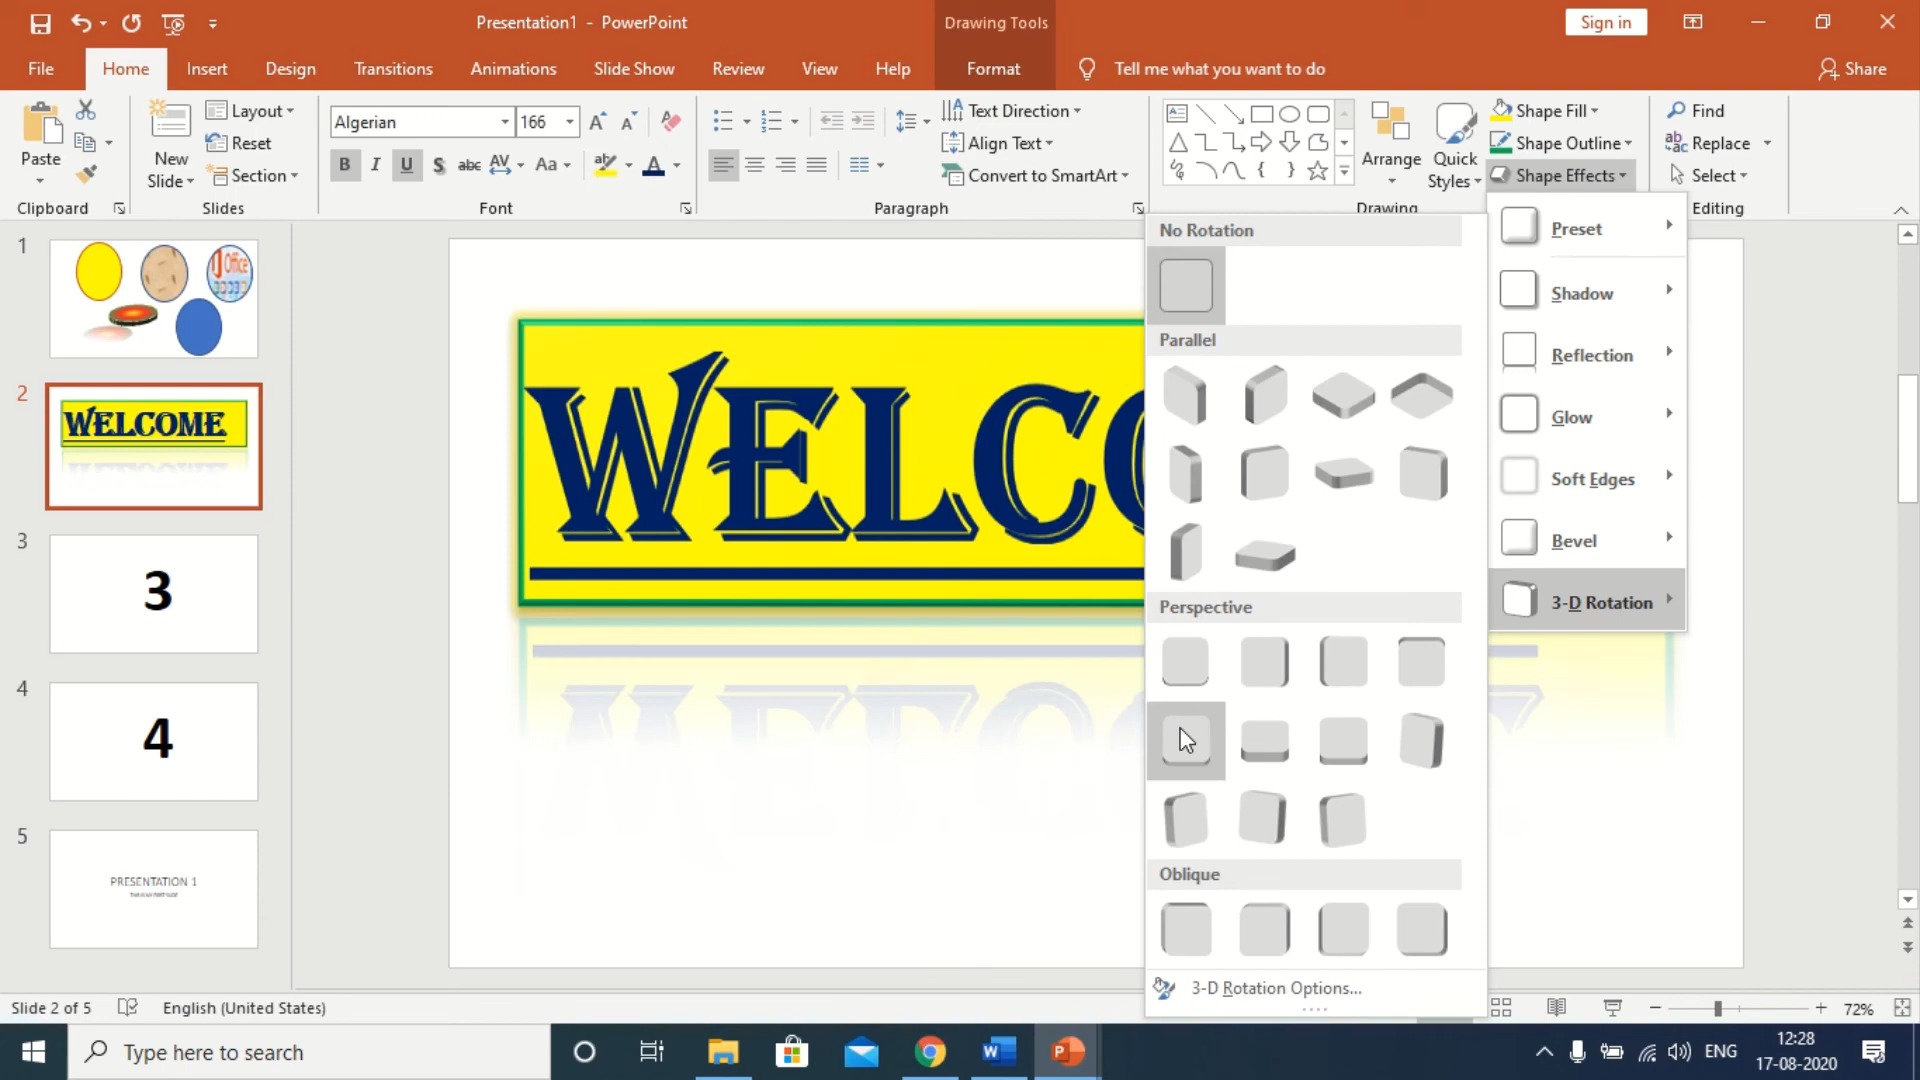 Presentation1 - PowerPoint
Drawing Tools
Sign in
File
Home
Insert
Design
Transitions
Animations
Slide Show
Review
View
Help
Format
Tell me what you want to do
Share
Paste
New
Slide
Layout
Reset
Section
Algerian
166
B
I
U
S
abc
AV
Aa
A
Text Direction
Align Text
Convert to SmartArt
Arrange
Quick
Styles
Shape Fill
Shape Outline
Shape Effects
Find
Replace
Select
Clipboard
Slides
Font
Paragraph
Drawing
Editing
1
Office
2
WELCOME
3
3
4
4
5
PRESENTATION 1
WELCO
No Rotation
Parallel
Perspective
Oblique
3-D Rotation Options...
Preset
Shadow
Reflection
Glow
Soft Edges
Bevel
3-D Rotation
Slide 2 of 5
English (United States)
72%
Type here to search
ENG
12:28
17-08-2020